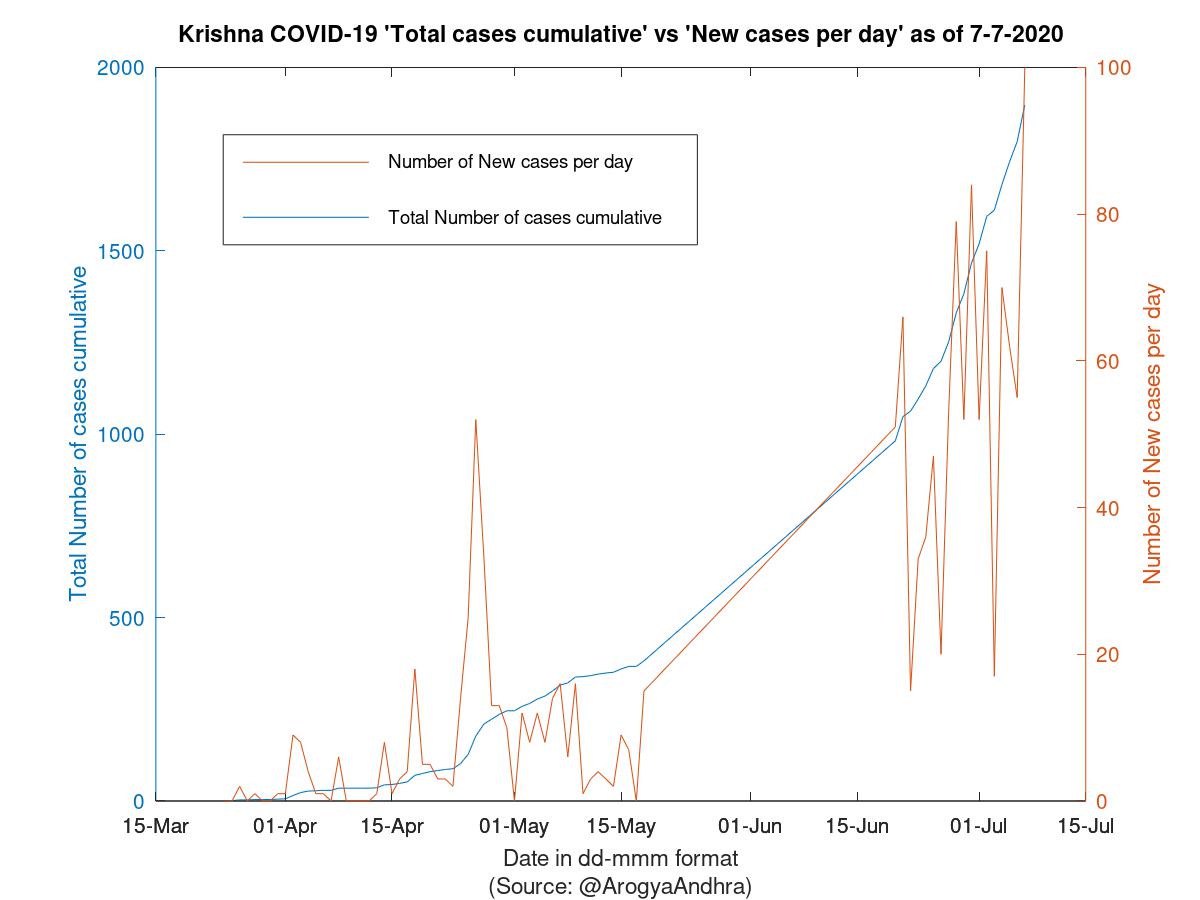 Krishna COVID-19 'Total cases cumulative' vs 'New cases per day' as of 7-7-2020
2000
1500
1000
500
0
Total Number of cases cumulative
100
80
60
40
20
0
Number of New cases per day
Number of New cases per day
Total Number of cases cumulative
15-Mar 01-Apr 15-Apr 01-May 15-May 01-Jun 15-Jun 01-Jul 15-Jul
Date in dd-mmm format
(Source: @ArogyaAndhra)